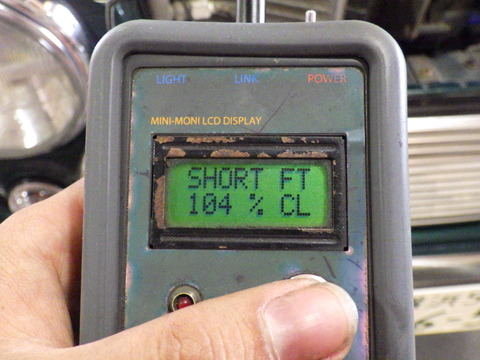 LIGHT LINK POWER
MINI-MONI LCD DISPLAY
SHORT FT
104 % CL